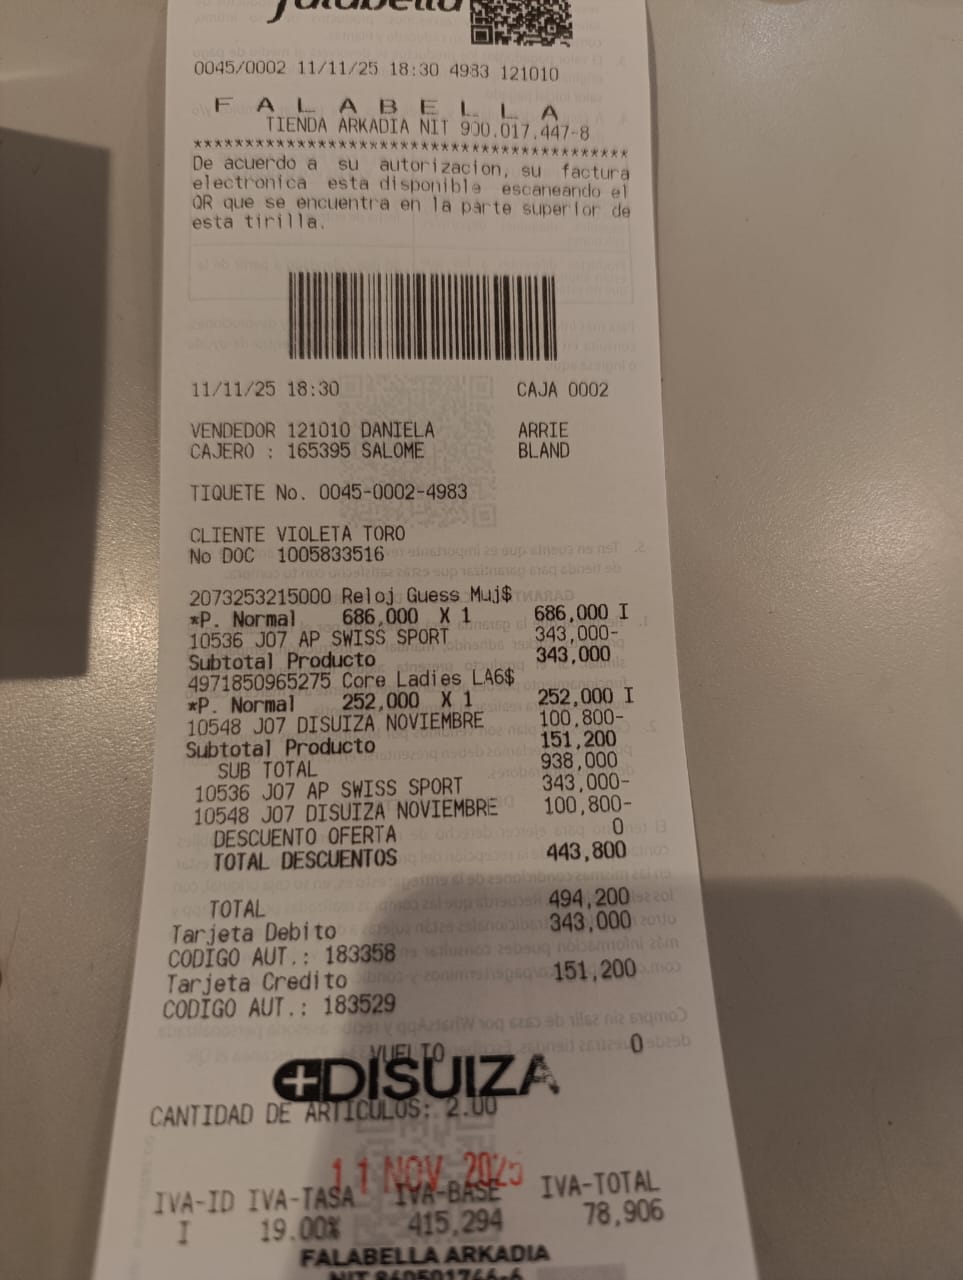 falabella
0045/0002 11/11/25 18:30 4983 121010
F A L A B E L L A
TIENDA ARKADIA NIT 900.017.447-8
*****************************************
De acuerdo a su autorizacion, su factura
electronica esta disponible escaneando el
QR que se encuentra en la parte superior de
esta tirilla.
11/11/25 18:30 CAJA 0002
VENDEDOR 121010 DANIELA ARRIE
CAJERO : 165395 SALOME BLAND
TIQUETE No. 0045-0002-4983
CLIENTE VIOLETA TORO
No DOC 1005833516
2073253215000 Reloj Guess Muj$
*P. Normal 686,000 X 1 686,000 I
10536 J07 AP SWISS SPORT 343,000-
Subtotal Producto 343,000
4971850965275 Core Ladies LA6$
*P. Normal 252,000 X 1 252,000 I
10548 J07 DISUIZA NOVIEMBRE 100,800-
Subtotal Producto 151,200
SUB TOTAL 938,000
10536 J07 AP SWISS SPORT 343,000-
10548 J07 DISUIZA NOVIEMBRE 100,800-
DESCUENTO OFERTA 0
TOTAL DESCUENTOS 443,800
TOTAL 494,200
Tarjeta Debito 343,000
CODIGO AUT.: 183358
Tarjeta Credito 151,200
CODIGO AUT.: 183529
VUELTO 0
DISUIZA
CANTIDAD DE ARTICULOS: 2.00
11 NOV 2025
IVA-ID IVA-TASA IVA-BASE IVA-TOTAL
I 19.00% 415,294 78,906
FALABELLA ARKADIA
NIT 860501766-6